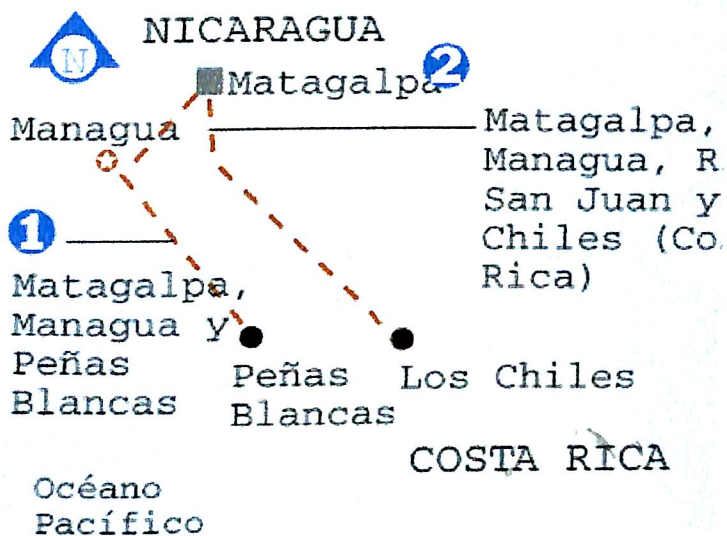 NICARAGUA
N
Matagalpa
2
Managua
Matagalpa,
Managua, R
San Juan y
Chiles (Co
Rica)
1
Matagalpa,
Managua y
Peñas
Blancas
Peñas
Blancas
Los Chiles
COSTA RICA
Océano
Pacífico